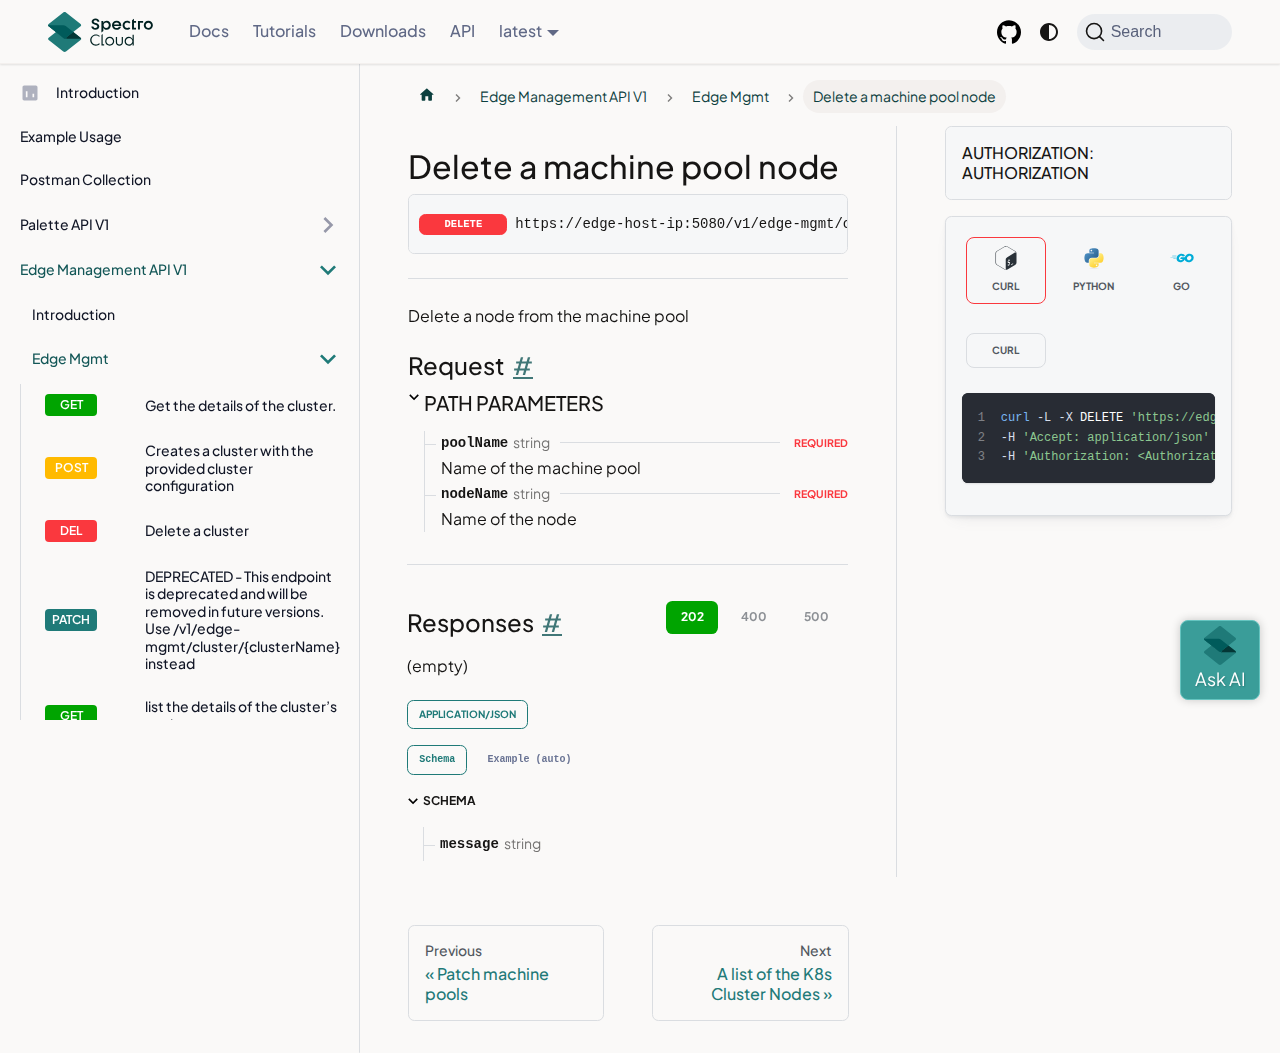 Spectro
Cloud
Docs
Tutorials
Downloads
API
latest
Search
Introduction
Example Usage
Postman Collection
Palette API V1
Edge Management API V1
Introduction
Edge Mgmt
GET
Get the details of the cluster.
POST
Creates a cluster with the
provided cluster
configuration
DEL
Delete a cluster
PATCH
DEPRECATED - This endpoint
is deprecated and will be
removed in future versions.
Use /v1/edge-
mgmt/cluster/{clusterName}
instead
GET
list the details of the cluster's
Edge Management API V1
Edge Mgmt
Delete a machine pool node
Delete a machine pool node
DELETE https://edge-host-ip:5080/v1/edge-mgmt/
Delete a node from the machine pool
Request #
PATH PARAMETERS
poolName string REQUIRED
Name of the machine pool
nodeName string REQUIRED
Name of the node
Responses #
202
400
500
(empty)
APPLICATION/JSON
Schema
Example (auto)
SCHEMA
message string
Previous
« Patch machine
pools
Next
A list of the K8s
Cluster Nodes »
AUTHORIZATION:
AUTHORIZATION
CURL
PYTHON
GO
CURL
1 curl -L -X DELETE 'https://edg
2 -H 'Accept: application/json'
3 -H 'Authorization: <Authorizat
Ask AI